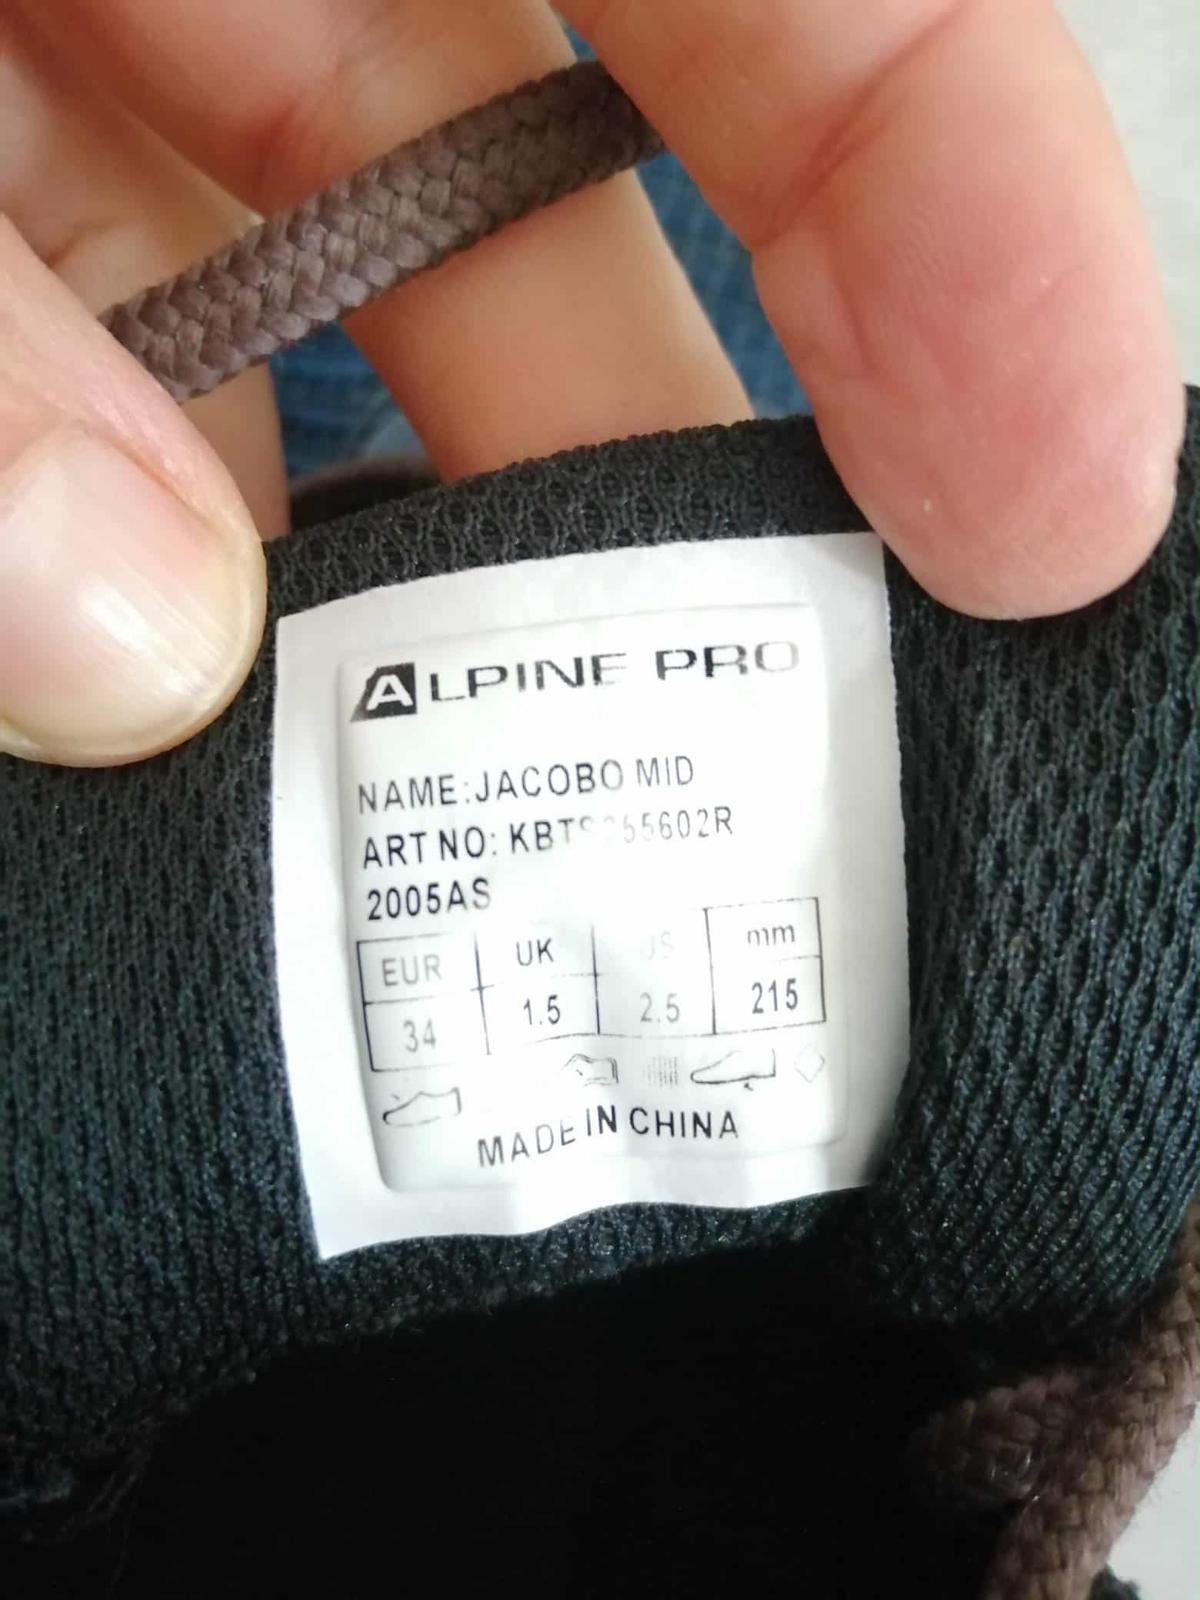 ALPINE PRO
NAME:JACOBO MID
ART NO:
2005AS
EUR UK US mm
34 1.5 2.5 215
MADE IN CHINA